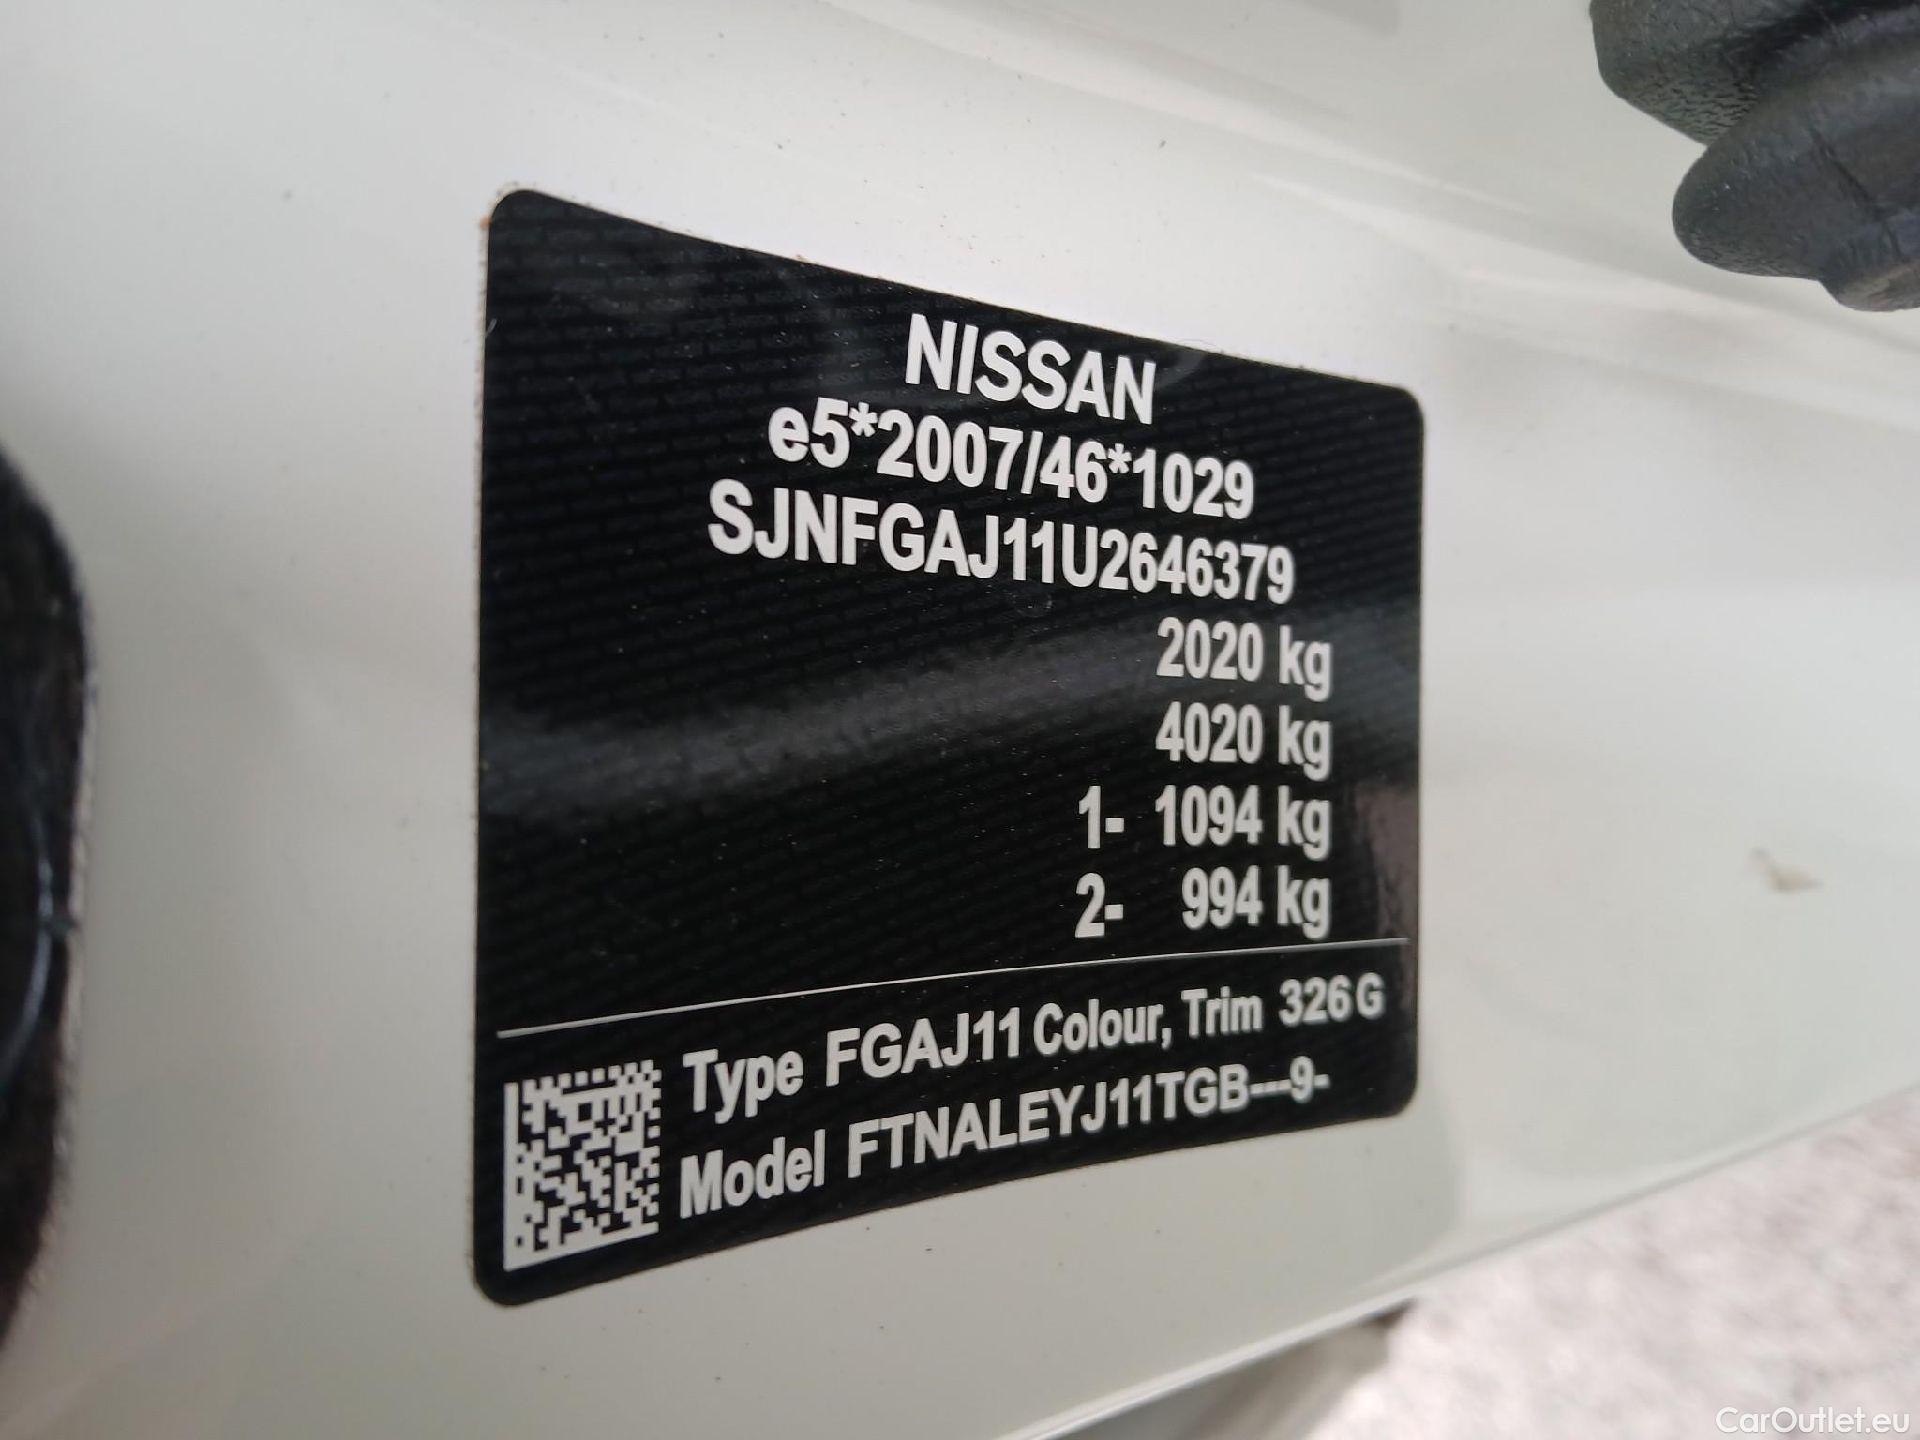 NISSAN
e5*2007/46*1029
SJNFGAJ11U2646379
2020 kg
4020 kg
1- 1094 kg
2- 994 kg
Type FGAJ11 Colour, Trim 326 G
Model FTNALEYJ11TGB---9-
CarOutlet.eu